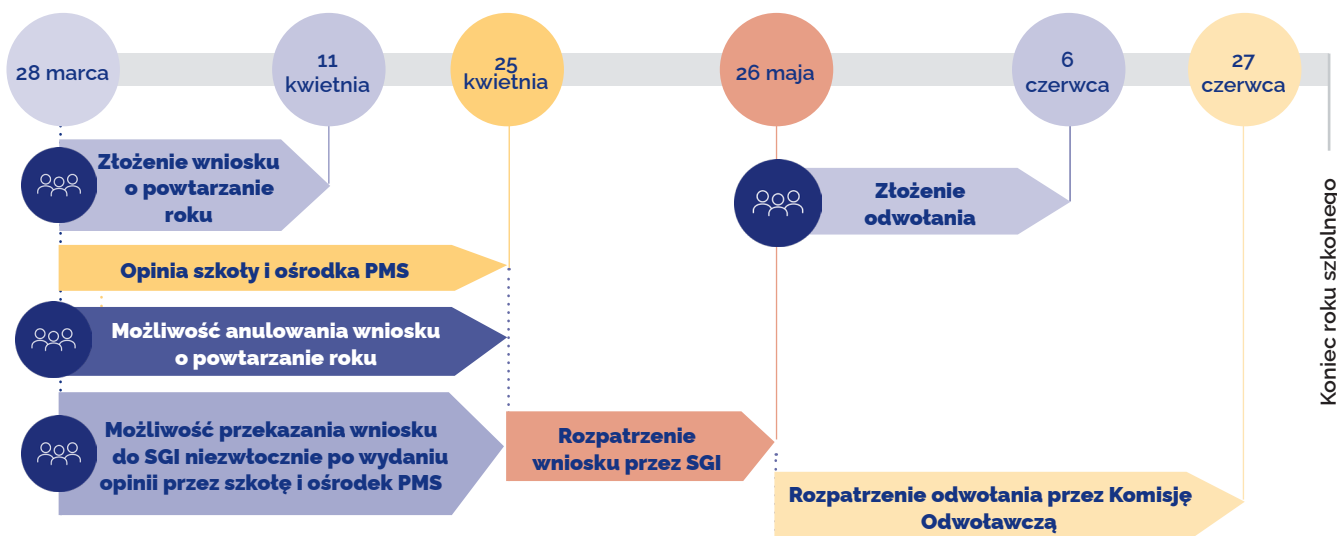 28 marca
11
kwietnia
25
kwietnia
26 maja
6
czerwca
27
czerwca
Złożenie wniosku
o powtarzanie
roku
Złożenie
odwołania
Koniec roku szkolnego
Opinia szkoły i ośrodka PMS
Możliwość anulowania wniosku
o powtarzanie roku
Możliwość przekazania wniosku
do SGI niezwłocznie po wydaniu
opinii przez szkołę i ośrodek PMS
Rozpatrzenie
wniosku przez SGI
Rozpatrzenie odwołania przez Komisję
Odwoławczą